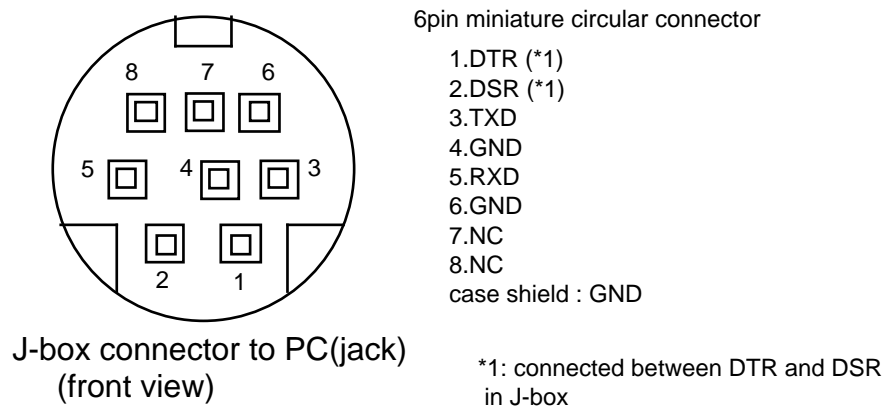 6pin miniature circular connector
8 7 6
5 4 3
2 1
1.DTR (*1)
2.DSR (*1)
3.TXD
4.GND
5.RXD
6.GND
7.NC
8.NC
case shield : GND
J-box connector to PC(jack)
(front view)
*1: connected between DTR and DSR
in J-box